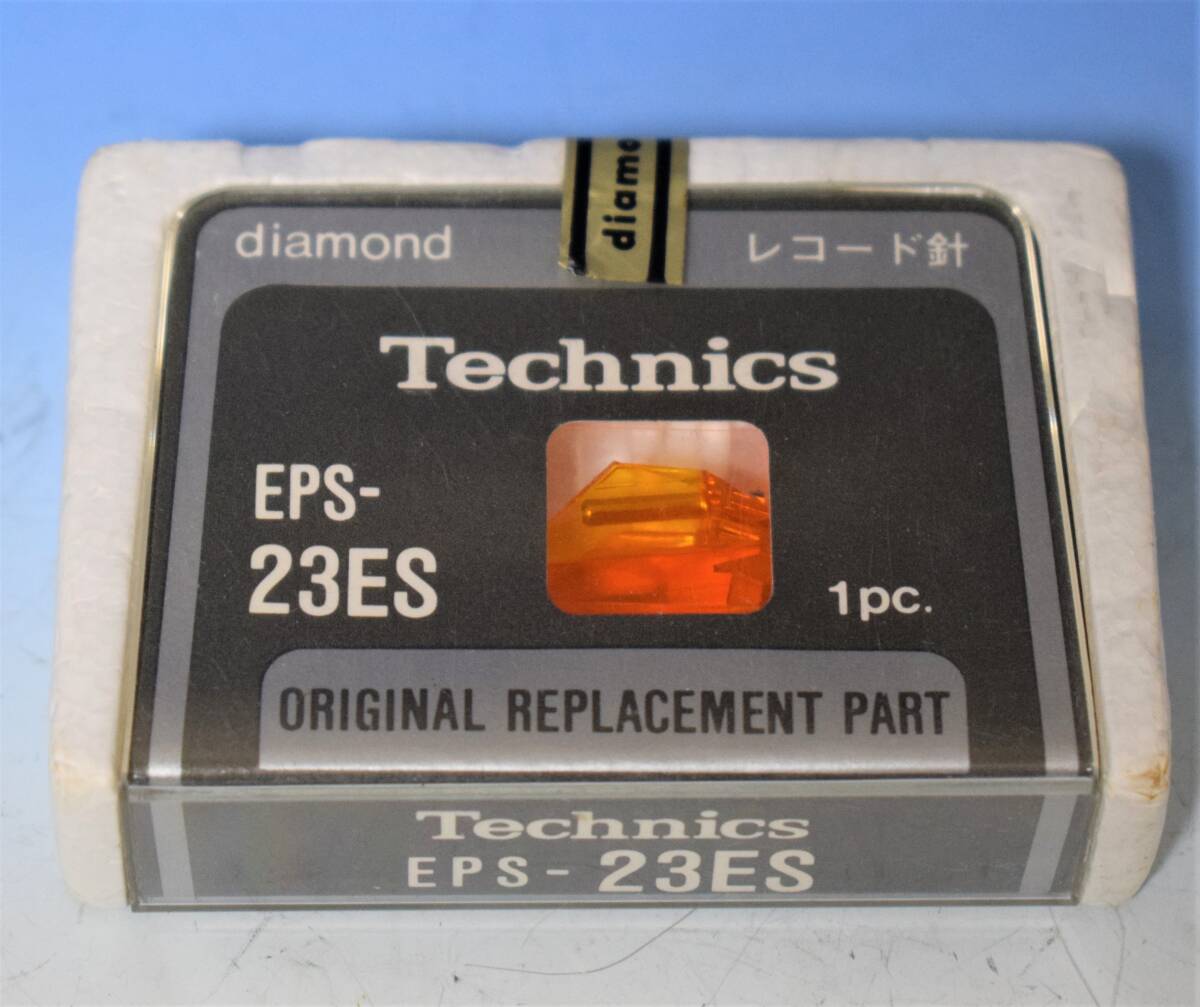 diamo
diamond
レコード針
Technics
EPS-
23ES
1pc.
ORIGINAL REPLACEMENT PART
Technics
EPS-23ES